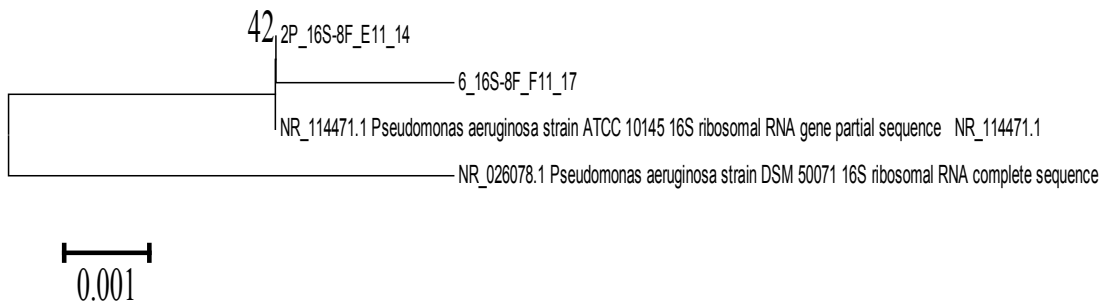 42 2P_16S-8F_E11_14
6_16S-8F_F11_17
NR_114471.1 Pseudomonas aeruginosa strain ATCC 10145 16S ribosomal RNA gene partial sequence NR_114471.1
NR_026078.1 Pseudomonas aeruginosa strain DSM 50071 16S ribosomal RNA complete sequence
0.001